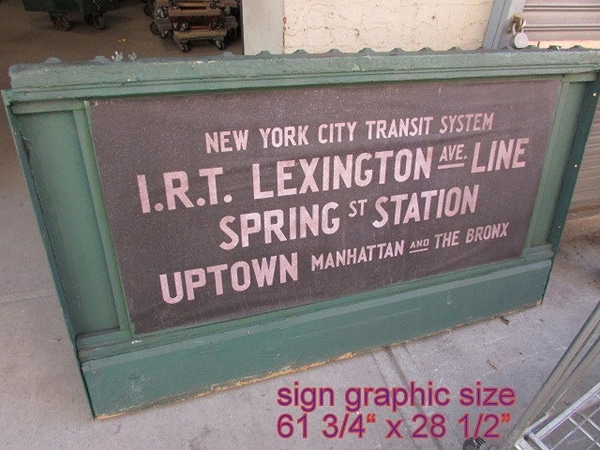 NEW YORK CITY TRANSIT SYSTEM
I.R.T. LEXINGTON AVE. LINE
SPRING ST STATION
UPTOWN MANHATTAN AND THE BRONX
sign graphic size
61 3/4" x 28 1/2"